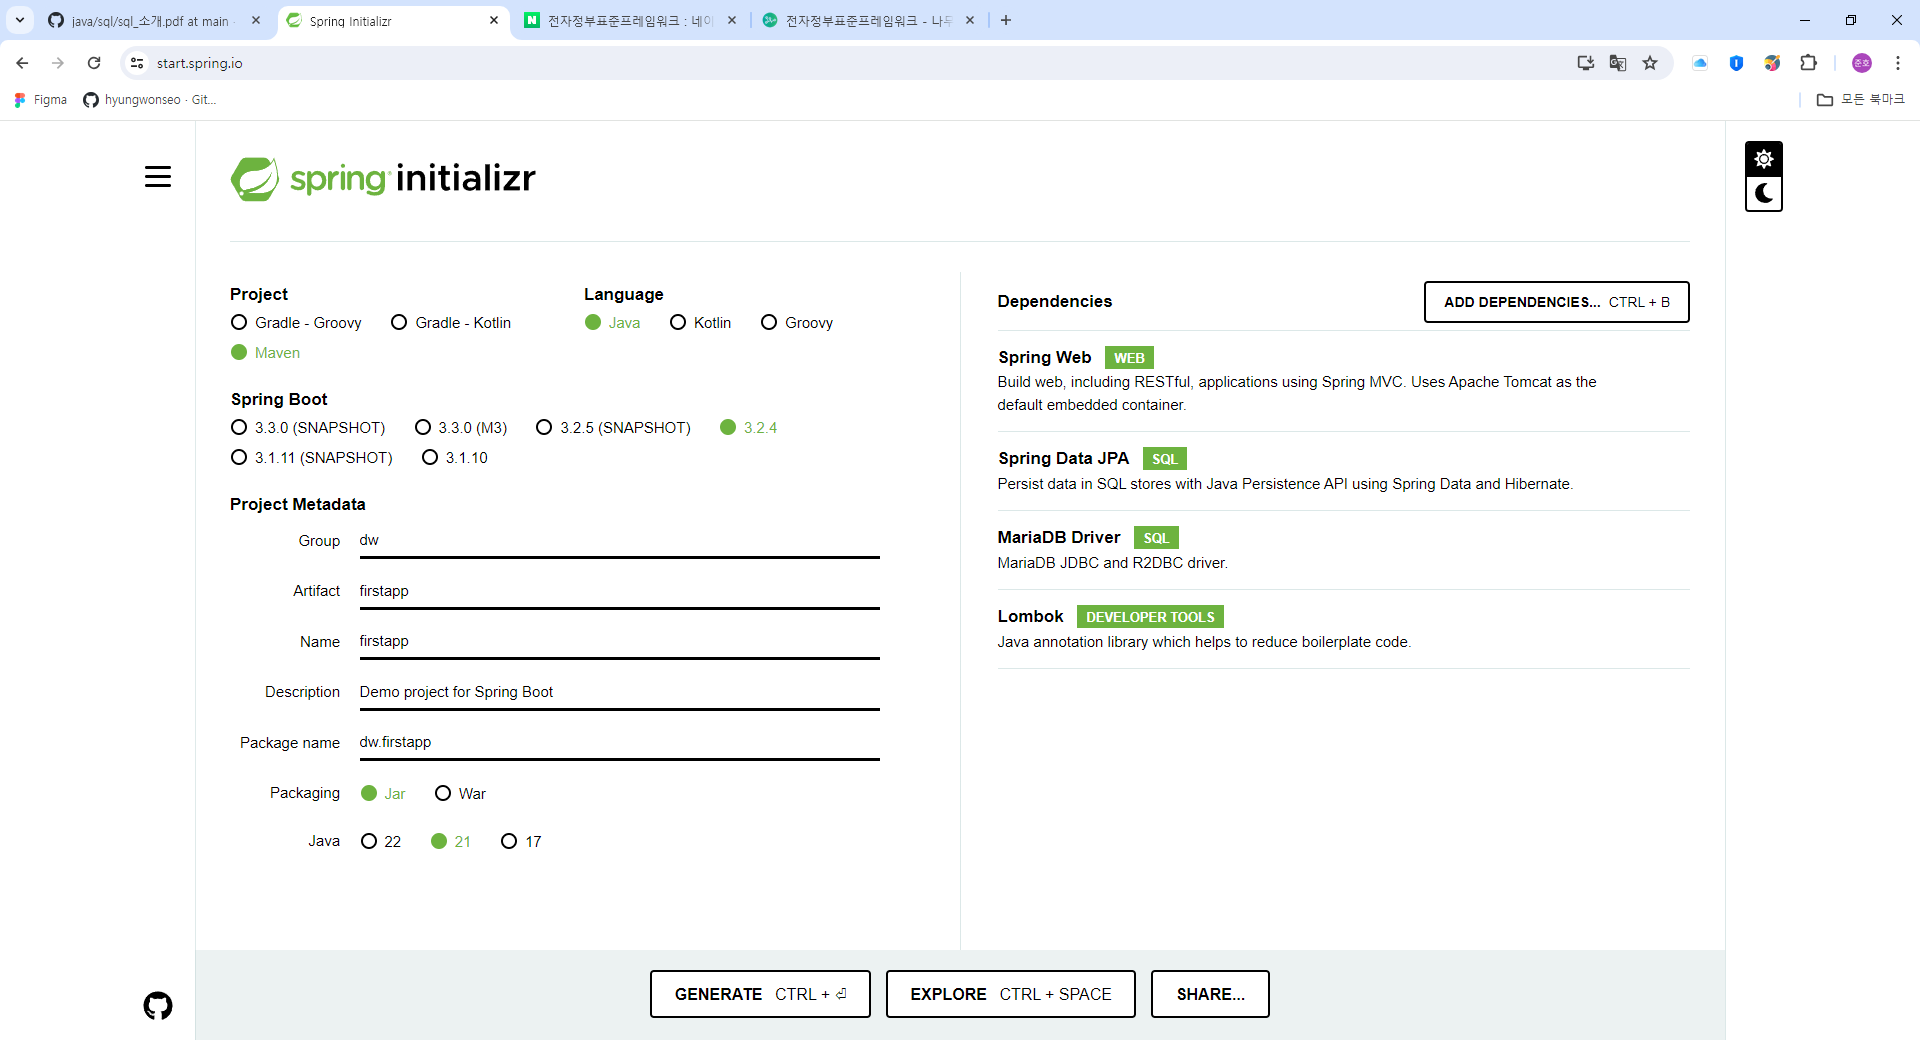 java/sql/sql_소개.pdf at main
Spring Initializr
전자정부표준프레임워크 : 네이
전자정부표준프레임워크 - 나무
start.spring.io
준호
Figma
hyungwonseo · Git...
모든 북마크
spring initializr
Project
Gradle - Groovy
Gradle - Kotlin
Maven
Language
Java
Kotlin
Groovy
Spring Boot
3.3.0 (SNAPSHOT)
3.3.0 (M3)
3.2.5 (SNAPSHOT)
3.2.4
3.1.11 (SNAPSHOT)
3.1.10
Project Metadata
Group dw
Artifact firstapp
Name firstapp
Description Demo project for Spring Boot
Package name dw.firstapp
Packaging Jar War
Java 22 21 17
Dependencies
ADD DEPENDENCIES... CTRL + B
Spring Web WEB
Build web, including RESTful, applications using Spring MVC. Uses Apache Tomcat as the
default embedded container.
Spring Data JPA SQL
Persist data in SQL stores with Java Persistence API using Spring Data and Hibernate.
MariaDB Driver SQL
MariaDB JDBC and R2DBC driver.
Lombok DEVELOPER TOOLS
Java annotation library which helps to reduce boilerplate code.
GENERATE CTRL + ⏎
EXPLORE CTRL + SPACE
SHARE...